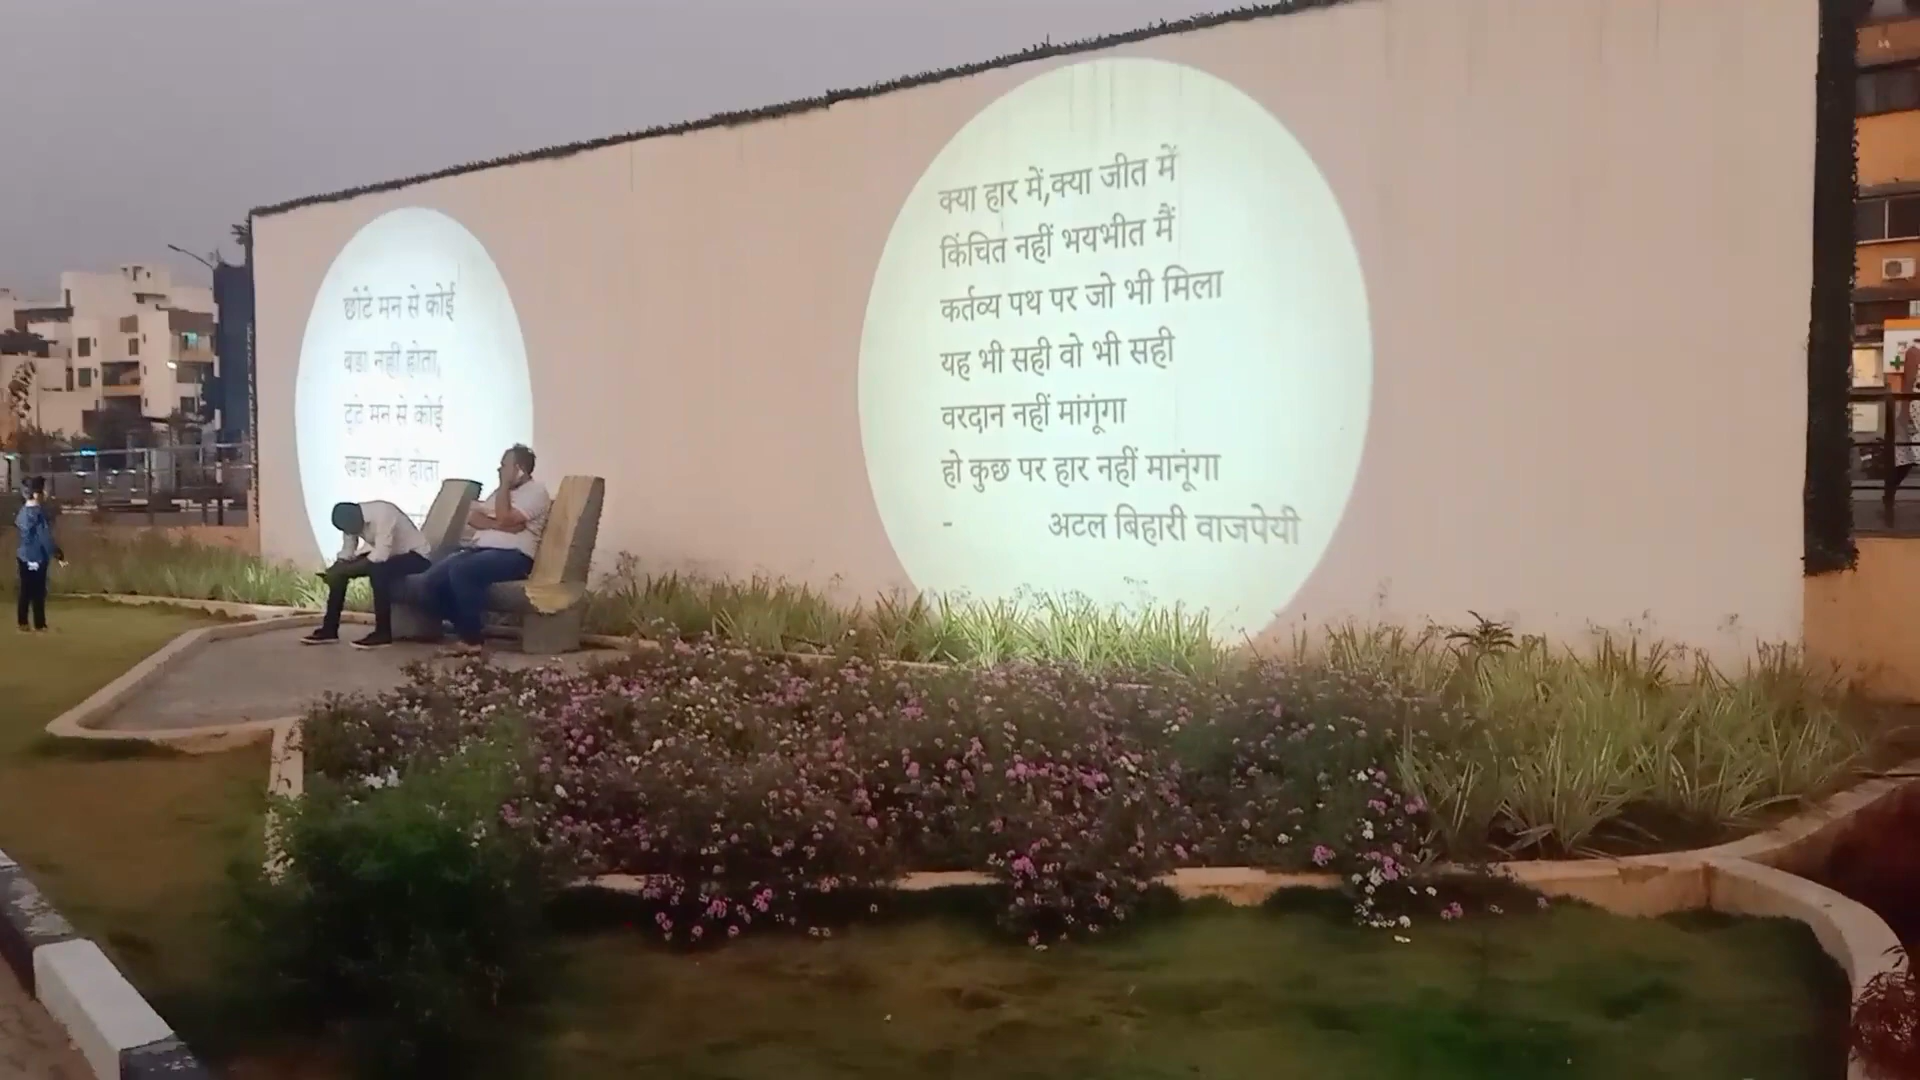 छोटे मन से कोई
बडा नही होता,
टूटे मन से कोई
खडा नही होता
क्या हार में,क्या जीत में
किंचित नहीं भयभीत मैं
कर्तव्य पथ पर जो भी मिला
यह भी सही वो भी सही
वरदान नहीं मांगूंगा
हो कुछ पर हार नहीं मानूंगा
- अटल बिहारी वाजपेयी